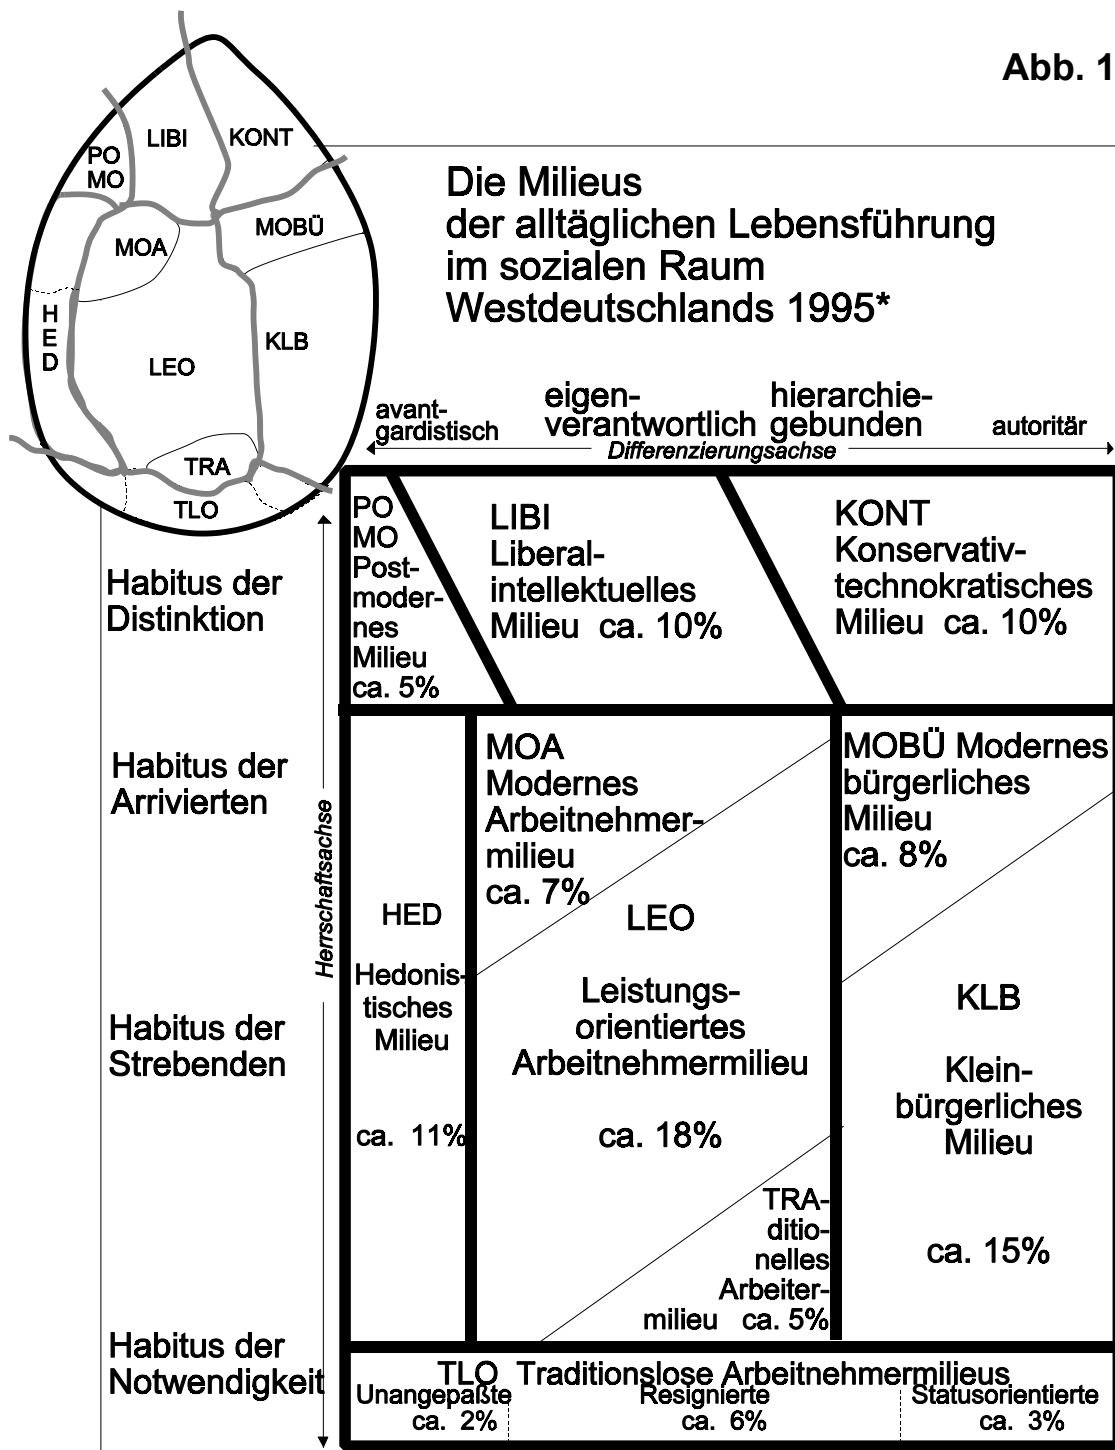 Abb. 1
LIBI
KONT
PO
MO
MOA
MOBÜ
H
E
D
LEO
KLB
TRA
TLO
Die Milieus
der alltäglichen Lebensführung
im sozialen Raum
Westdeutschlands 1995*
avant-
gardistisch
eigen-
verantwortlich
hierarchie-
gebunden
autoritär
Differenzierungsachse
Herrschaftsachse
Habitus der
Distinktion
Habitus der
Arrivierten
Habitus der
Strebenden
Habitus der
Notwendigkeit
PO
MO
Post-
moder-
nes
Milieu
ca. 5%
LIBI
Liberal-
intellektuelles
Milieu ca. 10%
KONT
Konservativ-
technokratisches
Milieu ca. 10%
HED
Hedonis-
tisches
Milieu
ca. 11%
MOA
Modernes
Arbeitnehmer-
milieu
ca. 7%
LEO
Leistungs-
orientiertes
Arbeitnehmermilieu
ca. 18%
TRA-
ditio-
nelles
Arbeiter-
milieu ca. 5%
MOBÜ Modernes
bürgerliches
Milieu
ca. 8%
KLB
Klein-
bürgerliches
Milieu
ca. 15%
TLO Traditionslose Arbeitnehmermilieus
Unangepaßte
ca. 2%
Resignierte
ca. 6%
Statusorientierte
ca. 3%